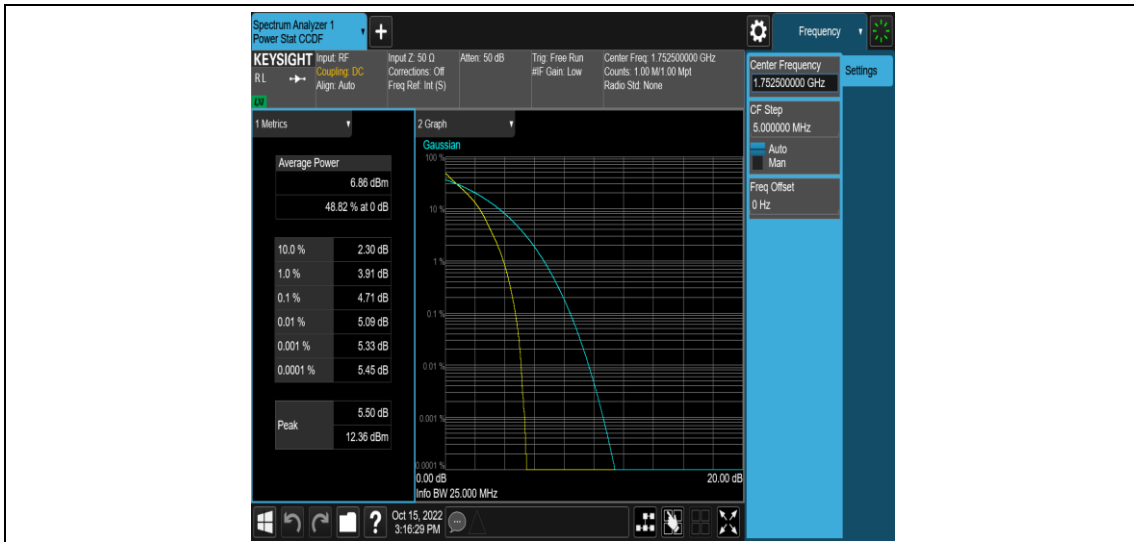 Spectrum Analyzer 1
Power Stat CCDF
Frequency
KEYSIGHT
Input: RF
Coupling: DC
Align: Auto
Input Z: 50 Ω
Corrections: Off
Freq Ref: Int (S)
Atten: 50 dB
Trig: Free Run
#IF Gain: Low
Center Freq: 1.752500000 GHz
Counts: 1.00 M/1.00 Mpt
Radio Std: None
RL
LXI
Center Frequency
1.752500000 GHz
Settings
CF Step
5.000000 MHz
Auto
Man
Freq Offset
0 Hz
1 Metrics
Average Power
6.86 dBm
48.82 % at 0 dB
10.0 % 2.30 dB
1.0 % 3.91 dB
0.1 % 4.71 dB
0.01 % 5.09 dB
0.001 % 5.33 dB
0.0001 % 5.45 dB
Peak 5.50 dB
12.36 dBm
2 Graph
Gaussian
100 %
10 %
1 %
0.1 %
0.01 %
0.001 %
0.0001 %
0.00 dB 20.00 dB
Info BW 25.000 MHz
?
Oct 15, 2022
3:16:29 PM